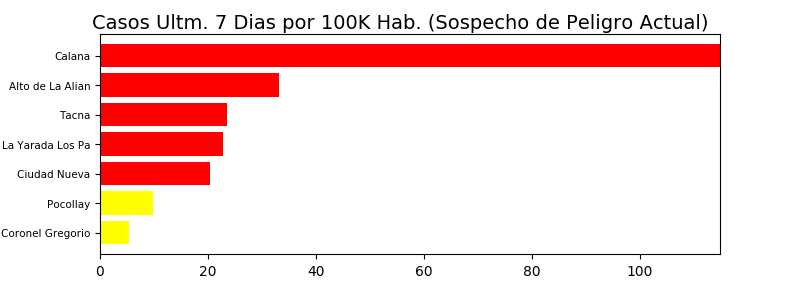 Casos Ultm. 7 Dias por 100K Hab. (Sospecho de Peligro Actual)
Calana
Alto de La Alian
Tacna
La Yarada Los Pa
Ciudad Nueva
Pocollay
Coronel Gregorio
0 20 40 60 80 100